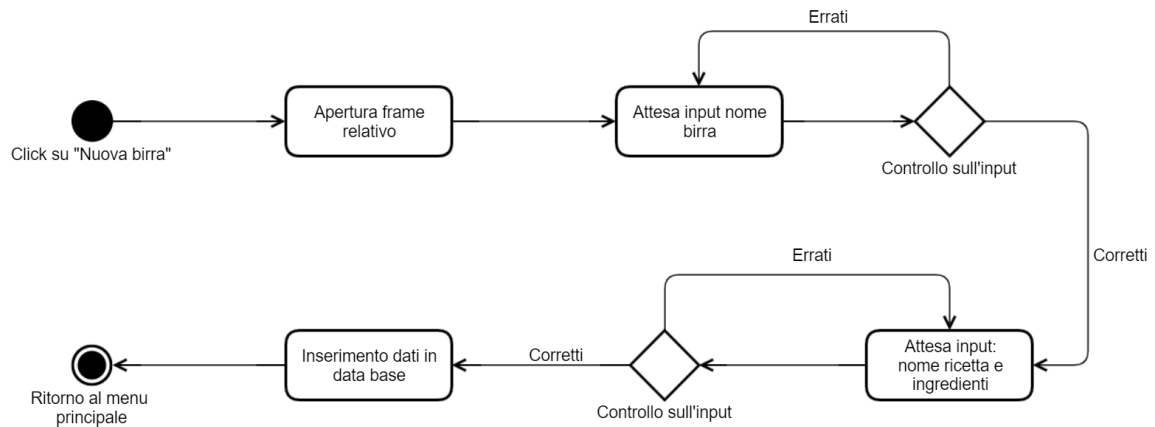 Errati
Apertura frame
relativo
Attesa input nome
birra
Click su "Nuova birra"
Controllo sull'input
Errati
Corretti
Inserimento dati in
data base
Corretti
Attesa input:
nome ricetta e
ingredienti
Ritorno al menu
principale
Controllo sull'input